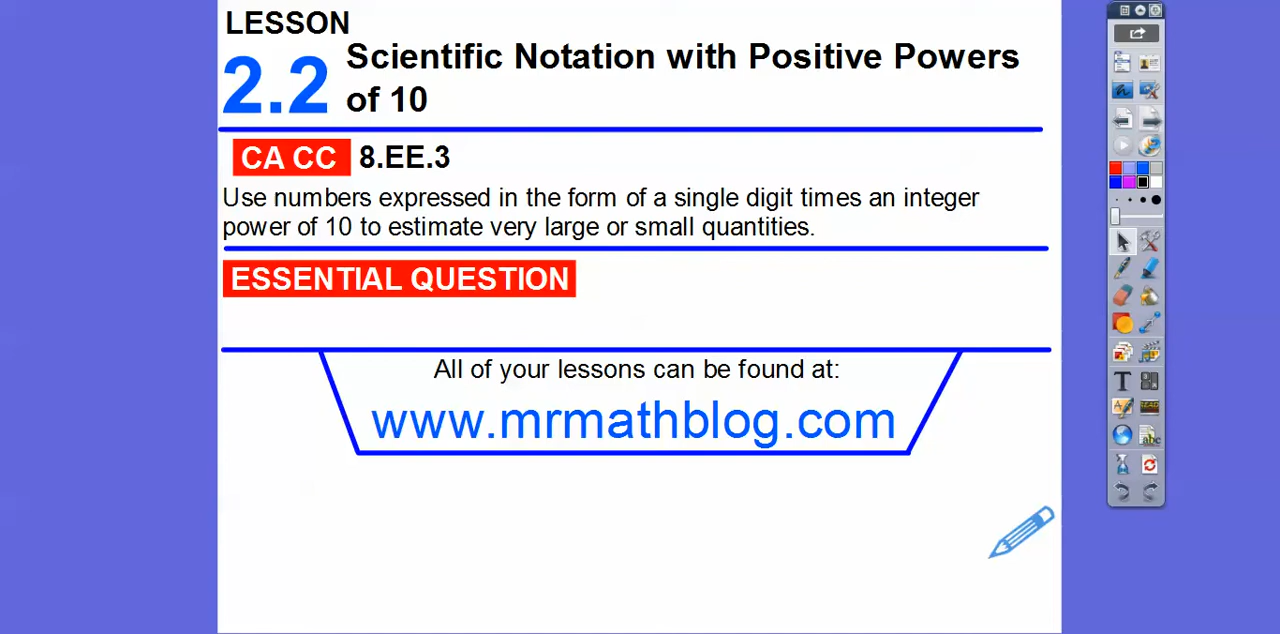 LESSON
2.2 Scientific Notation with Positive Powers
of 10
CA CC 8.EE.3
Use numbers expressed in the form of a single digit times an integer
power of 10 to estimate very large or small quantities.
ESSENTIAL QUESTION
All of your lessons can be found at:
www.mrmathblog.com